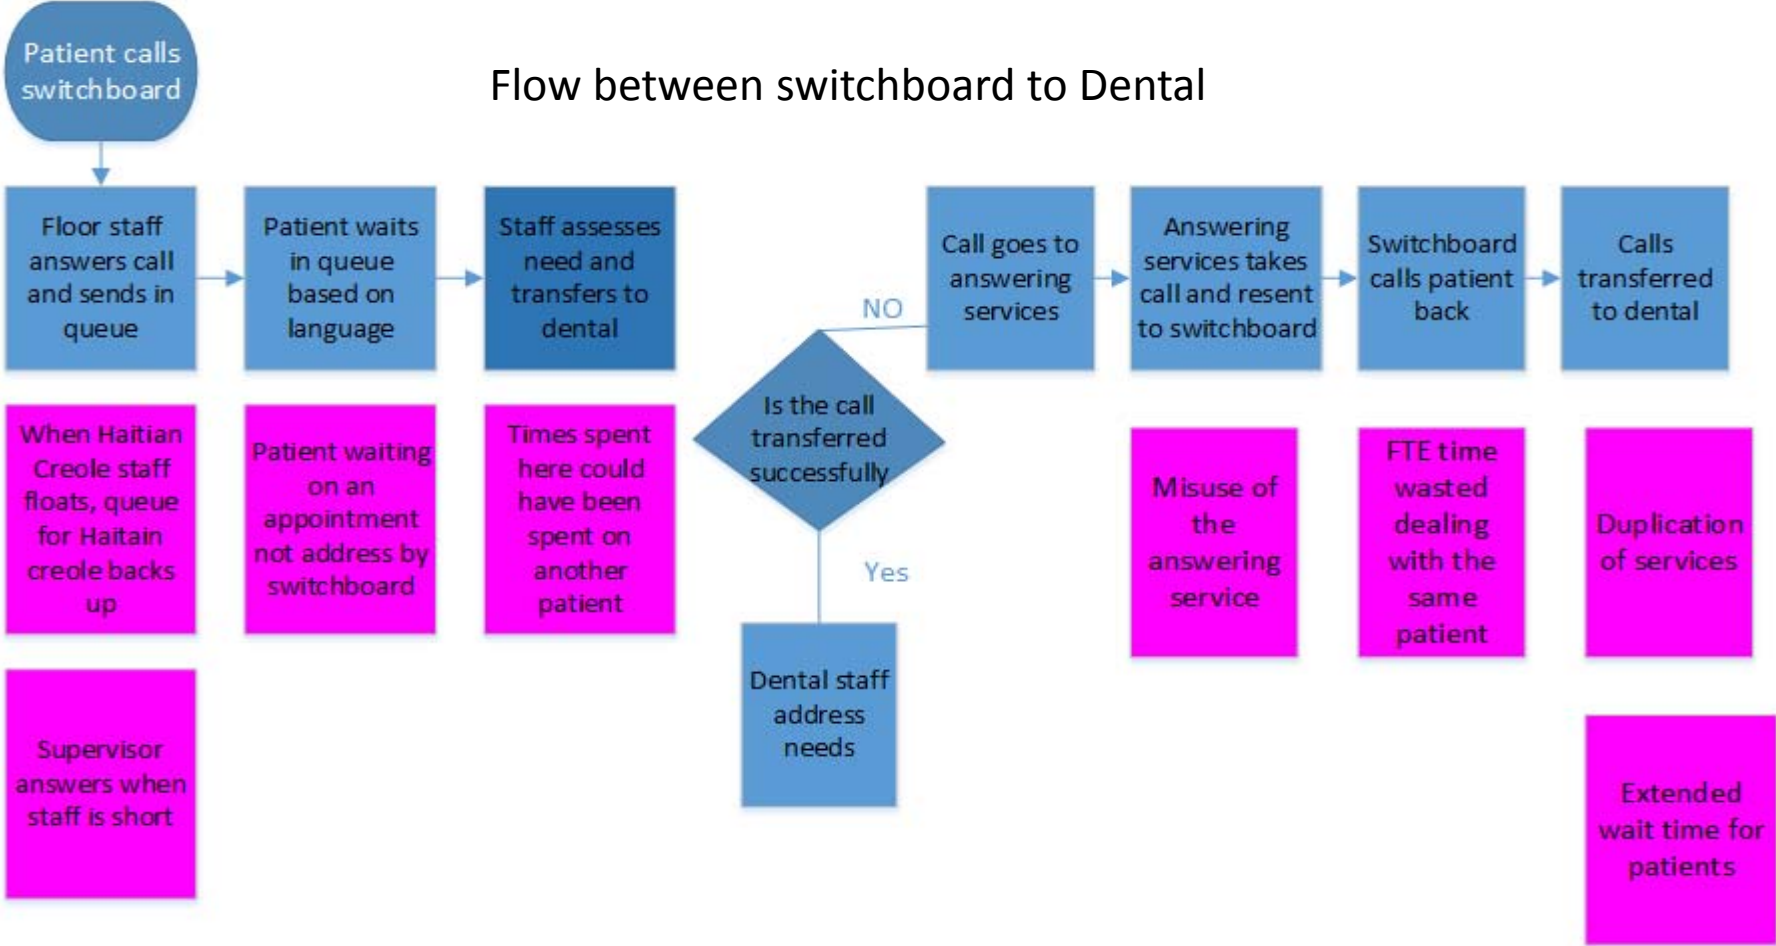 Patient calls
switchboard
Flow between switchboard to Dental
Floor staff
answers call
and sends in
queue
Patient waits
in queue
based on
language
Staff assesses
need and
transfers to
dental
NO
Call goes to
answering
services
Answering
services takes
call and resent
to switchboard
Switchboard
calls patient
back
Calls
transferred
to dental
Is the call
transferred
successfully
Yes
Dental staff
address
needs
When Haitian
Creole staff
floats, queue
for Haitain
creole backs
up
Patient waiting
on an
appointment
not address by
switchboard
Times spent
here could
have been
spent on
another
patient
Misuse of
the
answering
service
FTE time
wasted
dealing
with the
same
patient
Duplication
of services
Supervisor
answers when
staff is short
Extended
wait time for
patients